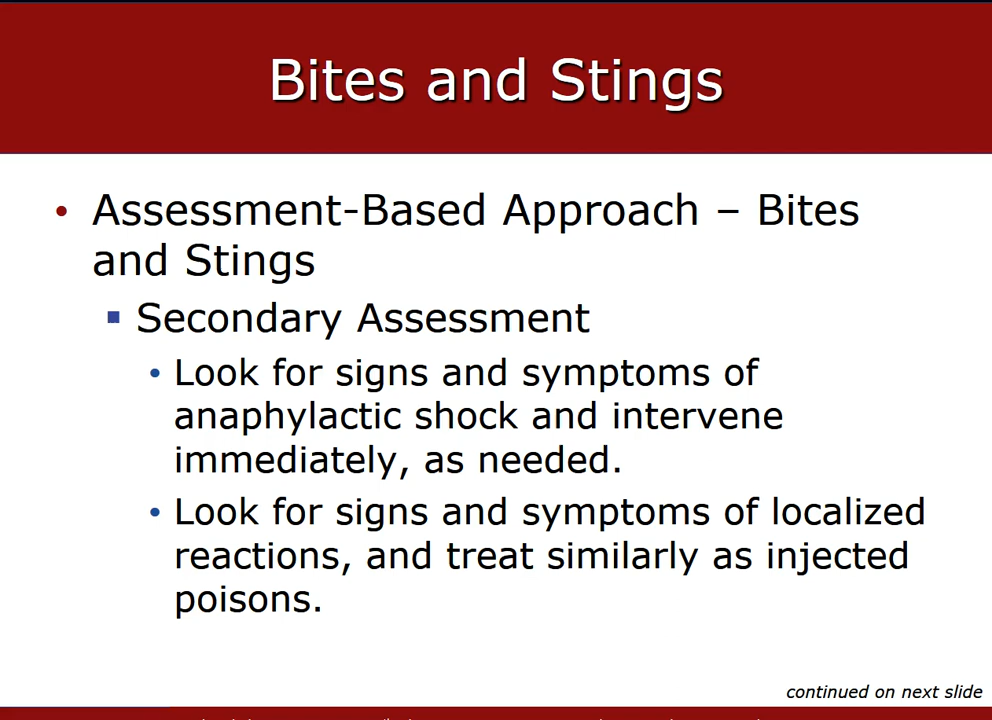 Bites and Stings
• Assessment-Based Approach – Bites
and Stings
▪ Secondary Assessment
• Look for signs and symptoms of
anaphylactic shock and intervene
immediately, as needed.
• Look for signs and symptoms of localized
reactions, and treat similarly as injected
poisons.
continued on next slide